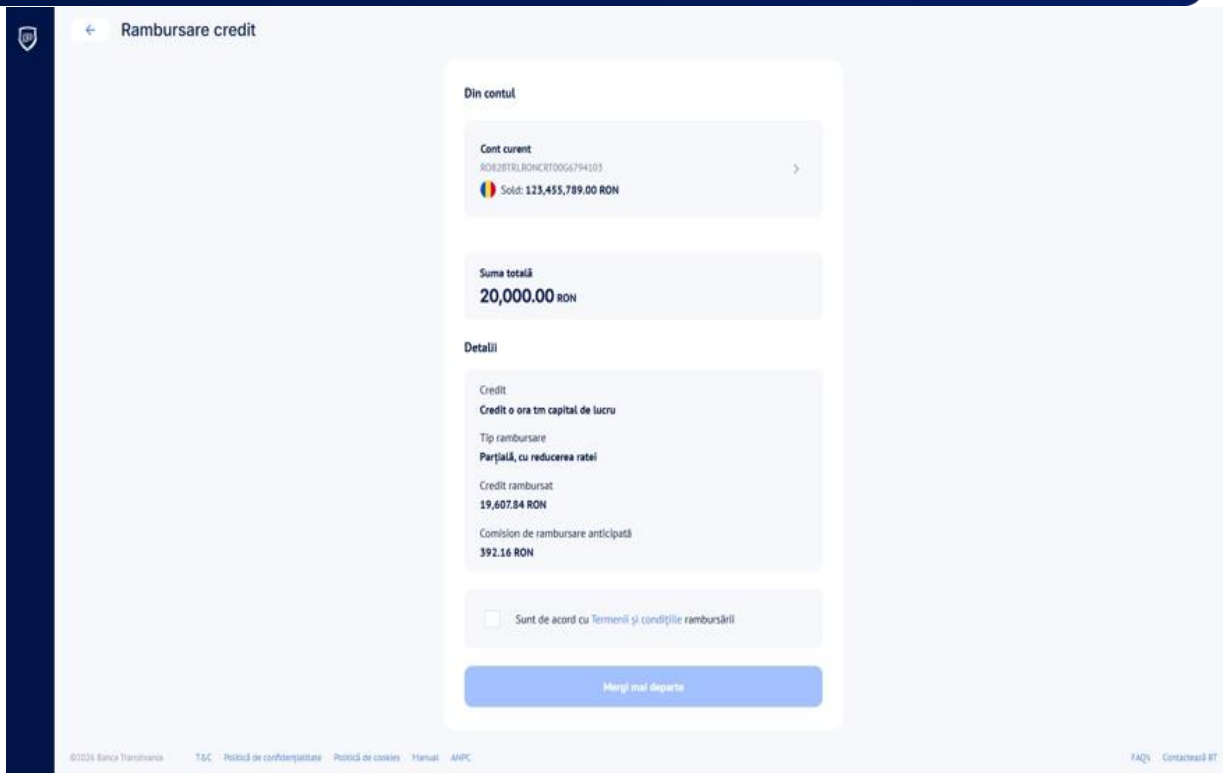 Rambursare credit
Din contul
Cont curent
RO82BTRLRONCRT00G6794103
Sold: 123,455,789.00 RON
Suma totală
20,000.00 RON
Detalii
Credit
Credit o ora tm capital de lucru
Tip rambursare
Parțială, cu reducerea ratei
Credit rambursat
19,607.84 RON
Comision de rambursare anticipată
392.16 RON
Sunt de acord cu Termenii și condițiile rambursării
Mergi mai departe
©2026 Banca Transilvania T&C Politică de confidențialitate Politică de cookies Manual ANPC FAQ's Contactează BT